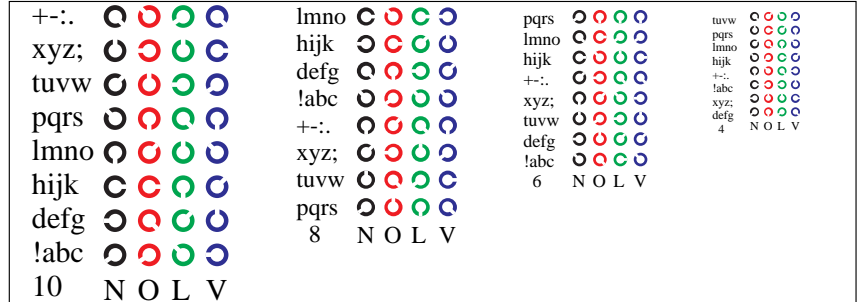 +-:.
xyz;
tuvw
pqrs
lmno
hijk
defg
!abc
10 N O L V
lmno
hijk
defg
!abc
+-:.
xyz;
tuvw
pqrs
8 N O L V
pqrs
lmno
hijk
+-:.
xyz;
tuvw
defg
!abc
6 N O L V
tuvw
pqrs
lmno
hijk
+-:.
!abc
xyz;
defg
4 N O L V